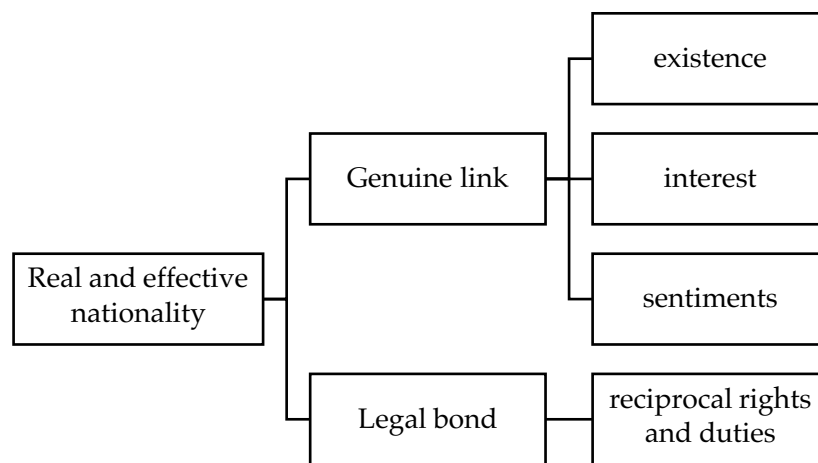 existence
Genuine link
interest
Real and effective
nationality
sentiments
Legal bond
reciprocal rights
and duties